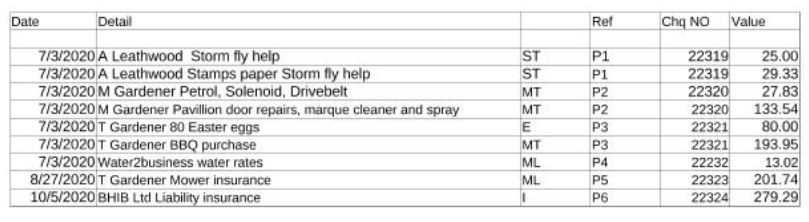 Date Detail Ref Chq NO Value
7/3/2020 A Leathwood Storm fly help ST P1 22319 25.00
7/3/2020 A Leathwood Stamps paper Storm fly help ST P1 22319 29.33
7/3/2020 M Gardener Petrol, Solenoid, Drivebelt MT P2 22320 27.83
7/3/2020 M Gardener Pavillion door repairs, marque cleaner and spray MT P2 22320 133.54
7/3/2020 T Gardener 80 Easter eggs E P3 22321 80.00
7/3/2020 T Gardener BBQ purchase MT P3 22321 193.95
7/3/2020 Water2business water rates ML P4 22232 13.02
8/27/2020 T Gardener Mower insurance ML P5 22323 201.74
10/5/2020 BHIB Ltd Liability insurance I P6 22324 279.29